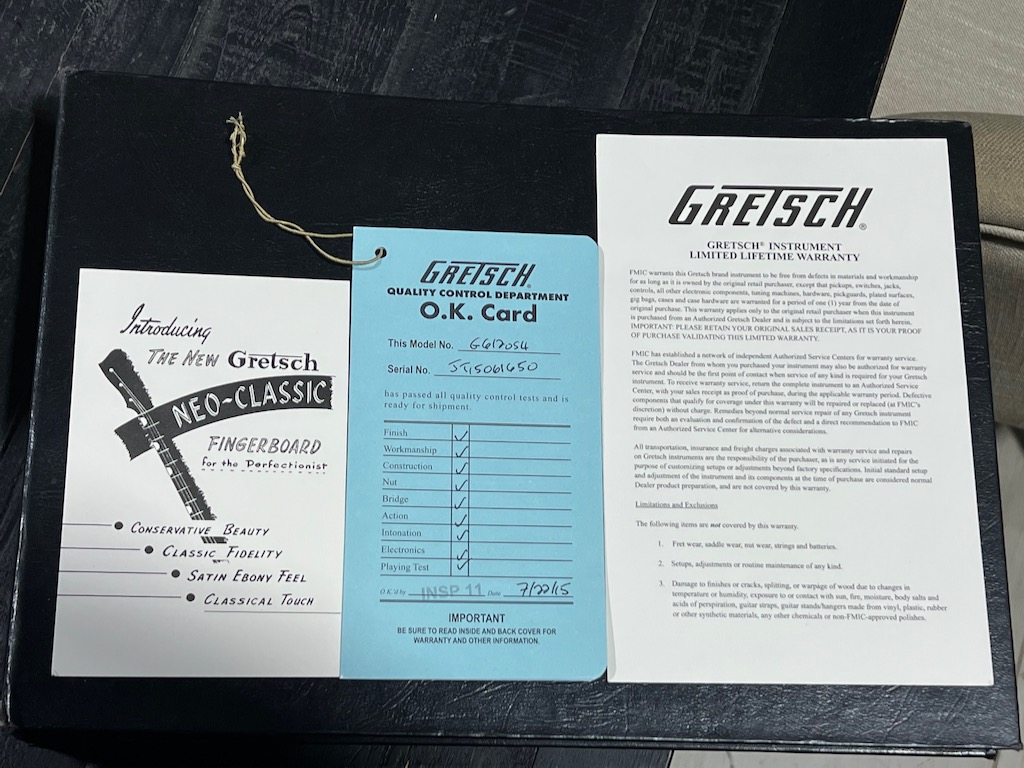 Introducing
THE NEW Gretsch
NEO-CLASSIC
FINGERBOARD
for the Perfectionist
• CONSERVATIVE BEAUTY
• CLASSIC FIDELITY
• SATIN EBONY FEEL
• CLASSICAL TOUCH
GRETSCH®
QUALITY CONTROL DEPARTMENT
O.K. Card
This Model No.
Serial No.
has passed all quality control tests and is
ready for shipment.
Finish ✓
Workmanship ✓
Construction ✓
Nut ✓
Bridge ✓
Action ✓
Intonation ✓
Electronics ✓
Playing Test ✓
O.K.'d by INSP 11 Date 7/22/15
IMPORTANT
BE SURE TO READ INSIDE AND BACK COVER FOR
WARRANTY AND OTHER INFORMATION.
GRETSCH®
GRETSCH® INSTRUMENT
LIMITED LIFETIME WARRANTY
FMIC warrants this Gretsch brand instrument to be free from defects in materials and workmanship
for as long as it is owned by the original retail purchaser, except that pickups, switches, jacks,
controls, all other electronic components, tuning machines, hardware, pickguards, plated surfaces,
gig bags, cases and case hardware are warranted for a period of one (1) year from the date of
original purchase. This warranty applies only to the original retail purchaser when this instrument
is purchased from an Authorized Gretsch Dealer and is subject to the limitations set forth herein.
IMPORTANT: PLEASE RETAIN YOUR ORIGINAL SALES RECEIPT, AS IT IS YOUR PROOF
OF PURCHASE VALIDATING THIS LIMITED WARRANTY.
FMIC has established a network of independent Authorized Service Centers for warranty service.
The Gretsch Dealer from whom you purchased your instrument may also be authorized for warranty
service and should be the first point of contact when service of any kind is required for your Gretsch
instrument. To receive warranty service, return the complete instrument to an Authorized Service
Center, with your sales receipt as proof of purchase, during the applicable warranty period. Defective
components that qualify for coverage under this warranty will be repaired or replaced (at FMIC's
discretion) without charge. Remedies beyond normal service repair of any Gretsch instrument
require both an evaluation and confirmation of the defect and a direct recommendation to FMIC
from an Authorized Service Center for alternative considerations.
All transportation, insurance and freight charges associated with warranty service and repairs
on Gretsch instruments are the responsibility of the purchaser, as is any service initiated for the
purpose of customizing setups or adjustments beyond factory specifications. Initial standard setup
and adjustment of the instrument and its components at the time of purchase are considered normal
Dealer product preparation, and are not covered by this warranty.
Limitations and Exclusions
The following items are not covered by this warranty.
1. Fret wear, saddle wear, nut wear, strings and batteries.
2. Setups, adjustments or routine maintenance of any kind.
3. Damage to finishes or cracks, splitting, or warpage of wood due to changes in
temperature or humidity, exposure to or contact with sun, fire, moisture, body salts and
acids of perspiration, guitar straps, guitar stands/hangers made from vinyl, plastic, rubber
or other synthetic materials, any other chemicals or non-FMIC-approved polishes.